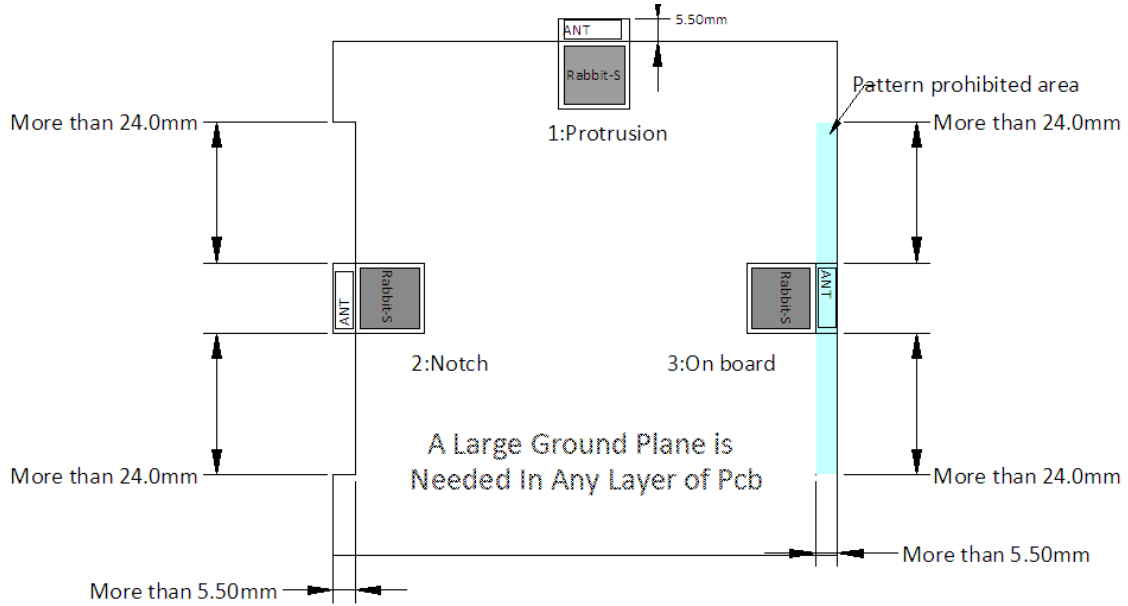 5.50mm
ANT
Rabbit-S
Pattern prohibited area
More than 24.0mm
More than 24.0mm
1:Protrusion
ANT
Rabbit-S
Rabbit-S
ANT
2:Notch
3:On board
A Large Ground Plane is
Needed In Any Layer of Pcb
More than 24.0mm
More than 24.0mm
More than 5.50mm
More than 5.50mm